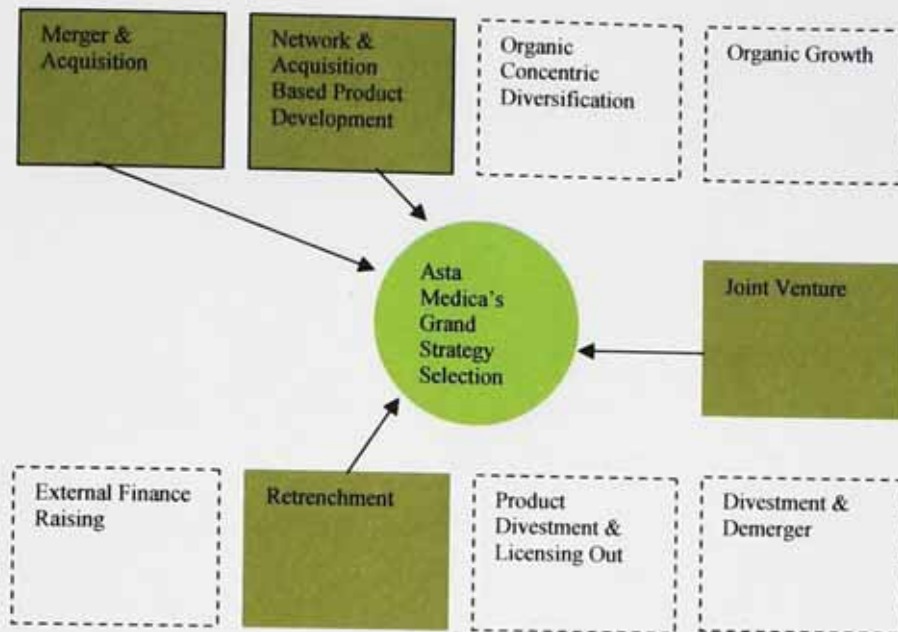 Merger &
Acquisition
Network &
Acquisition
Based Product
Development
Organic
Concentric
Diversification
Organic Growth
Asta
Medica's
Grand
Strategy
Selection
Joint Venture
External Finance
Raising
Retrenchment
Product
Divestment &
Licensing Out
Divestment &
Demerger